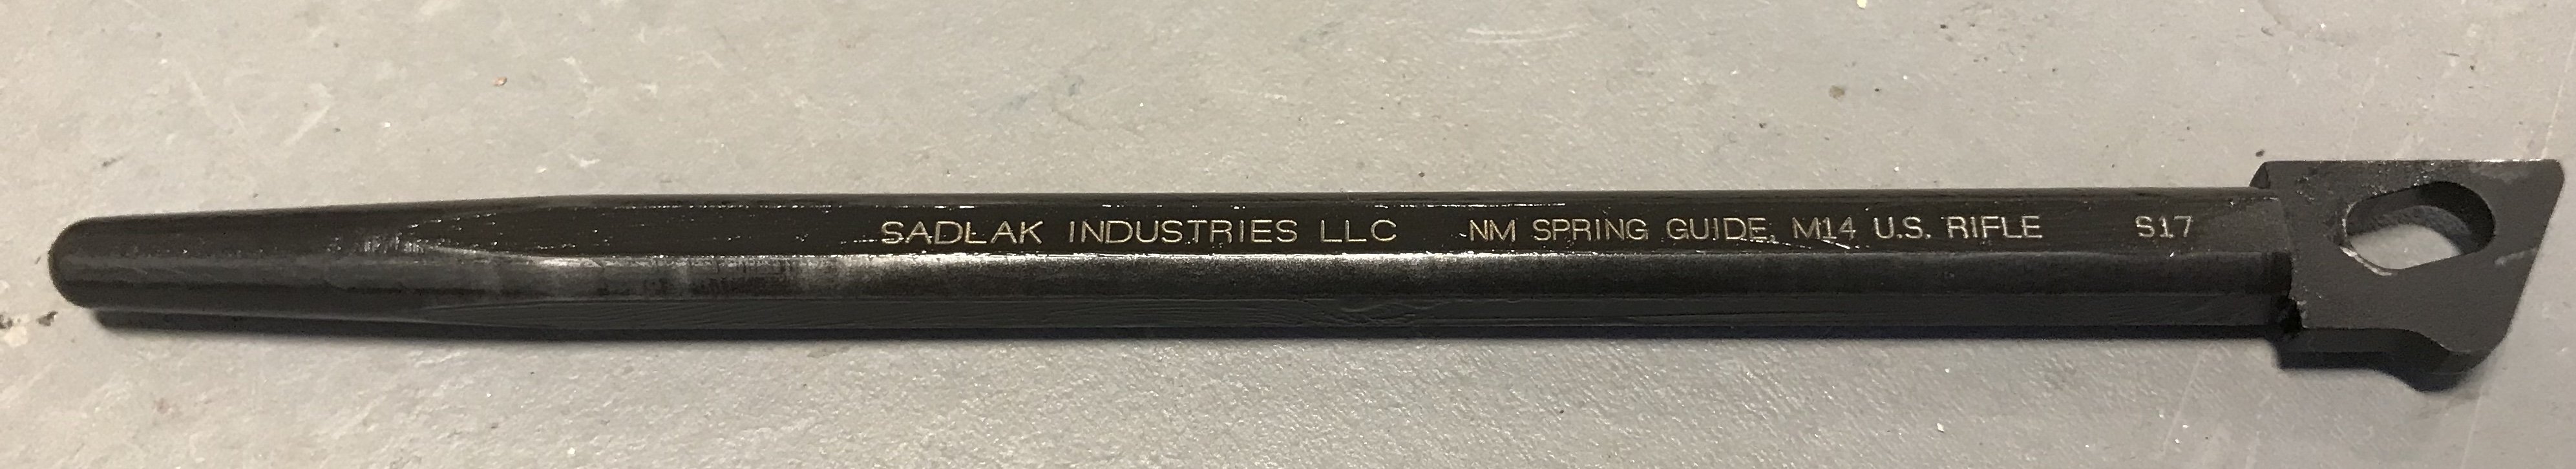 SADLAK INDUSTRIES LLC NM SPRING GUIDE, M14 U.S. RIFLE S17